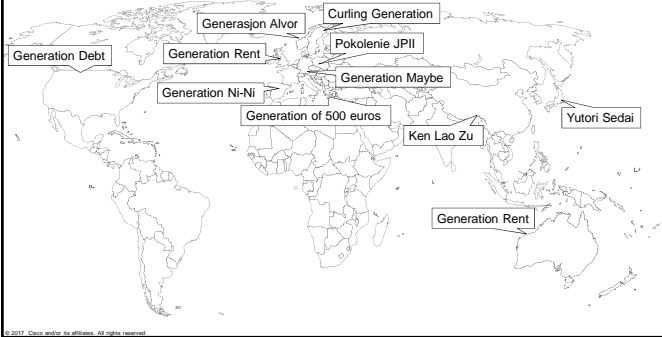 Curling Generation
Generasjon Alvor
Pokolenie JPII
Generation Debt
Generation Rent
Generation Maybe
Generation Ni-Ni
Generation of 500 euros
Yutori Sedai
Ken Lao Zu
Generation Rent
© 2017 Cisco and/or its affiliates. All rights reserved